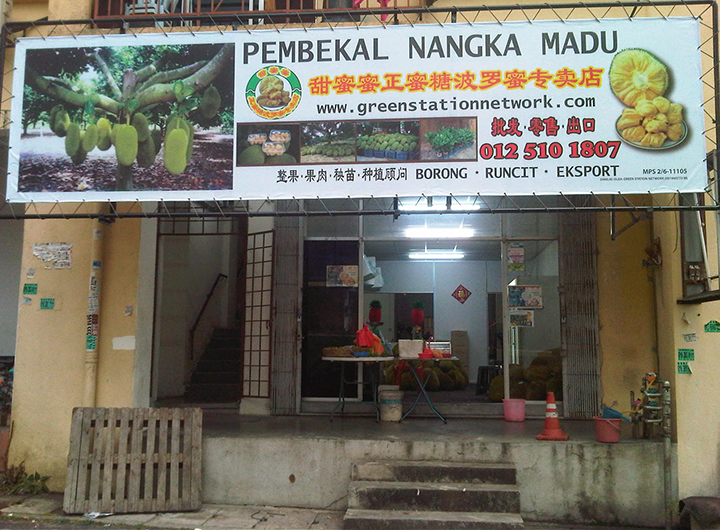 PEMBEKAL NANGKA MADU
甜蜜蜜正蜜糖波罗蜜专卖店
www.greenstationnetwork.com
批发·零售·出口
012 510 1807
整果·果肉·秧苗·种植顾问 BORONG · RUNCIT · EKSPORT
MPS 2/6-11105